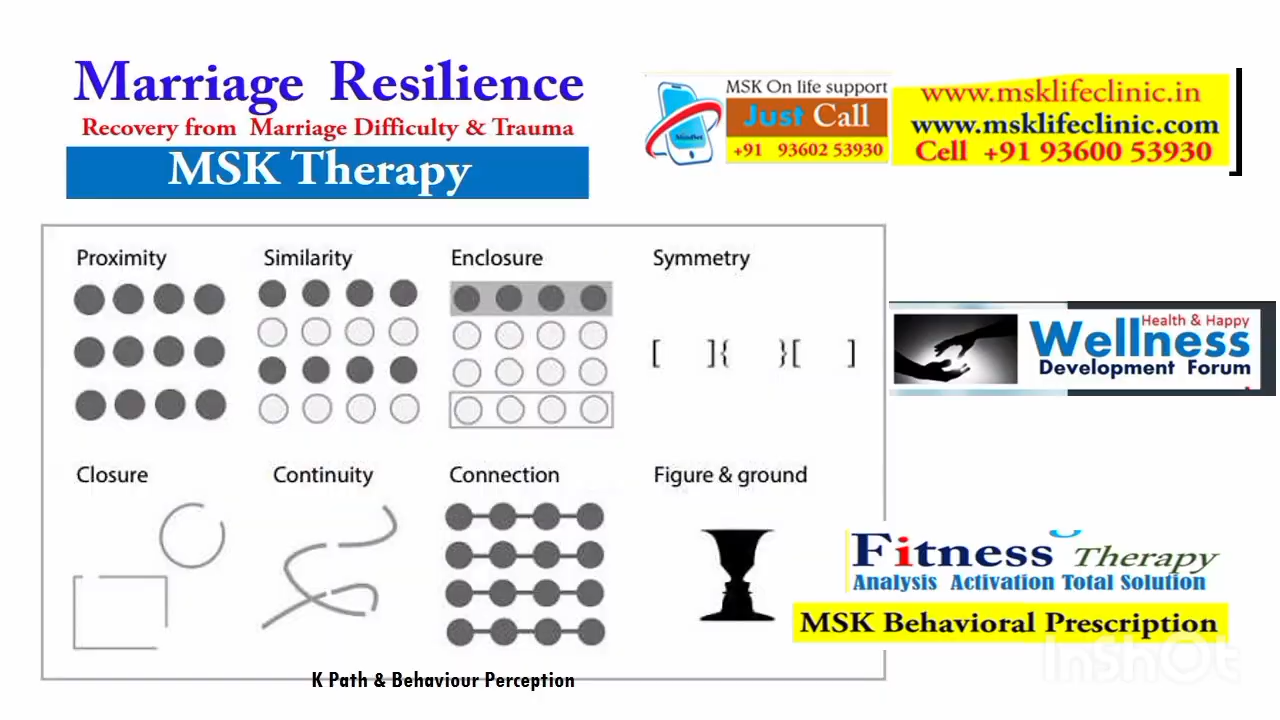 Marriage Resilience
Recovery from Marriage Difficulty & Trauma
MSK Therapy
MSK On life support
Just Call
+91 93602 53930
www.msklifeclinic.in
www.msklifeclinic.com
Cell +91 93600 53930
Proximity
Similarity
Enclosure
Symmetry
[ ]{ }[ ]
Health & Happy
Wellness
Development Forum
Closure
Continuity
Connection
Figure & ground
Fitness Therapy
Analysis Activation Total Solution
MSK Behavioral Prescription
K Path & Behaviour Perception
InShOt